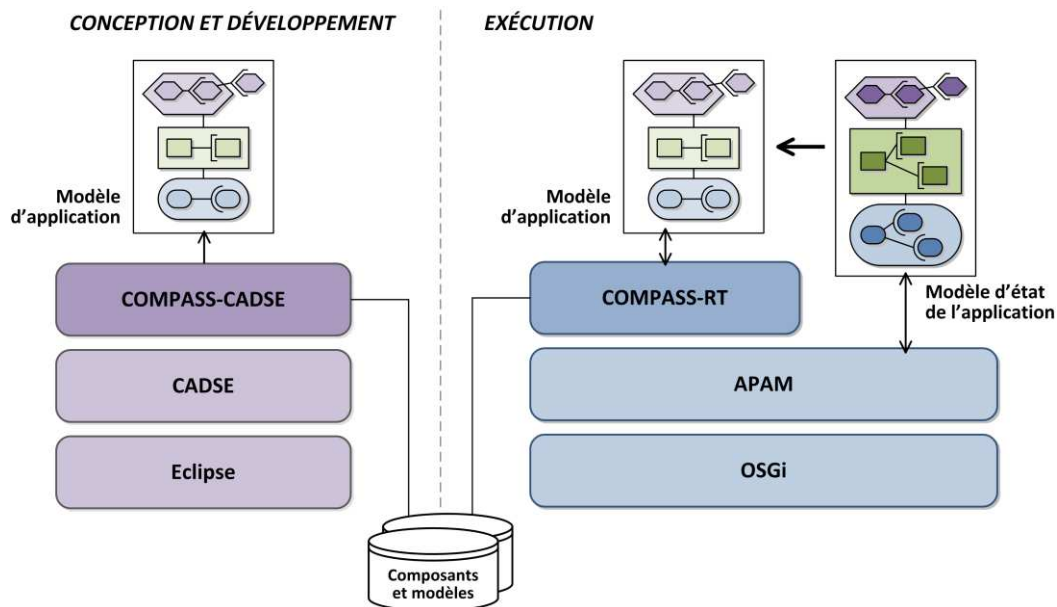 CONCEPTION ET DÉVELOPPEMENT
EXÉCUTION
Modèle
d’application
Modèle
d’application
COMPASS-CADSE
COMPASS-RT
Modèle d’état
de l’application
CADSE
APAM
Eclipse
OSGi
Composants
et modèles